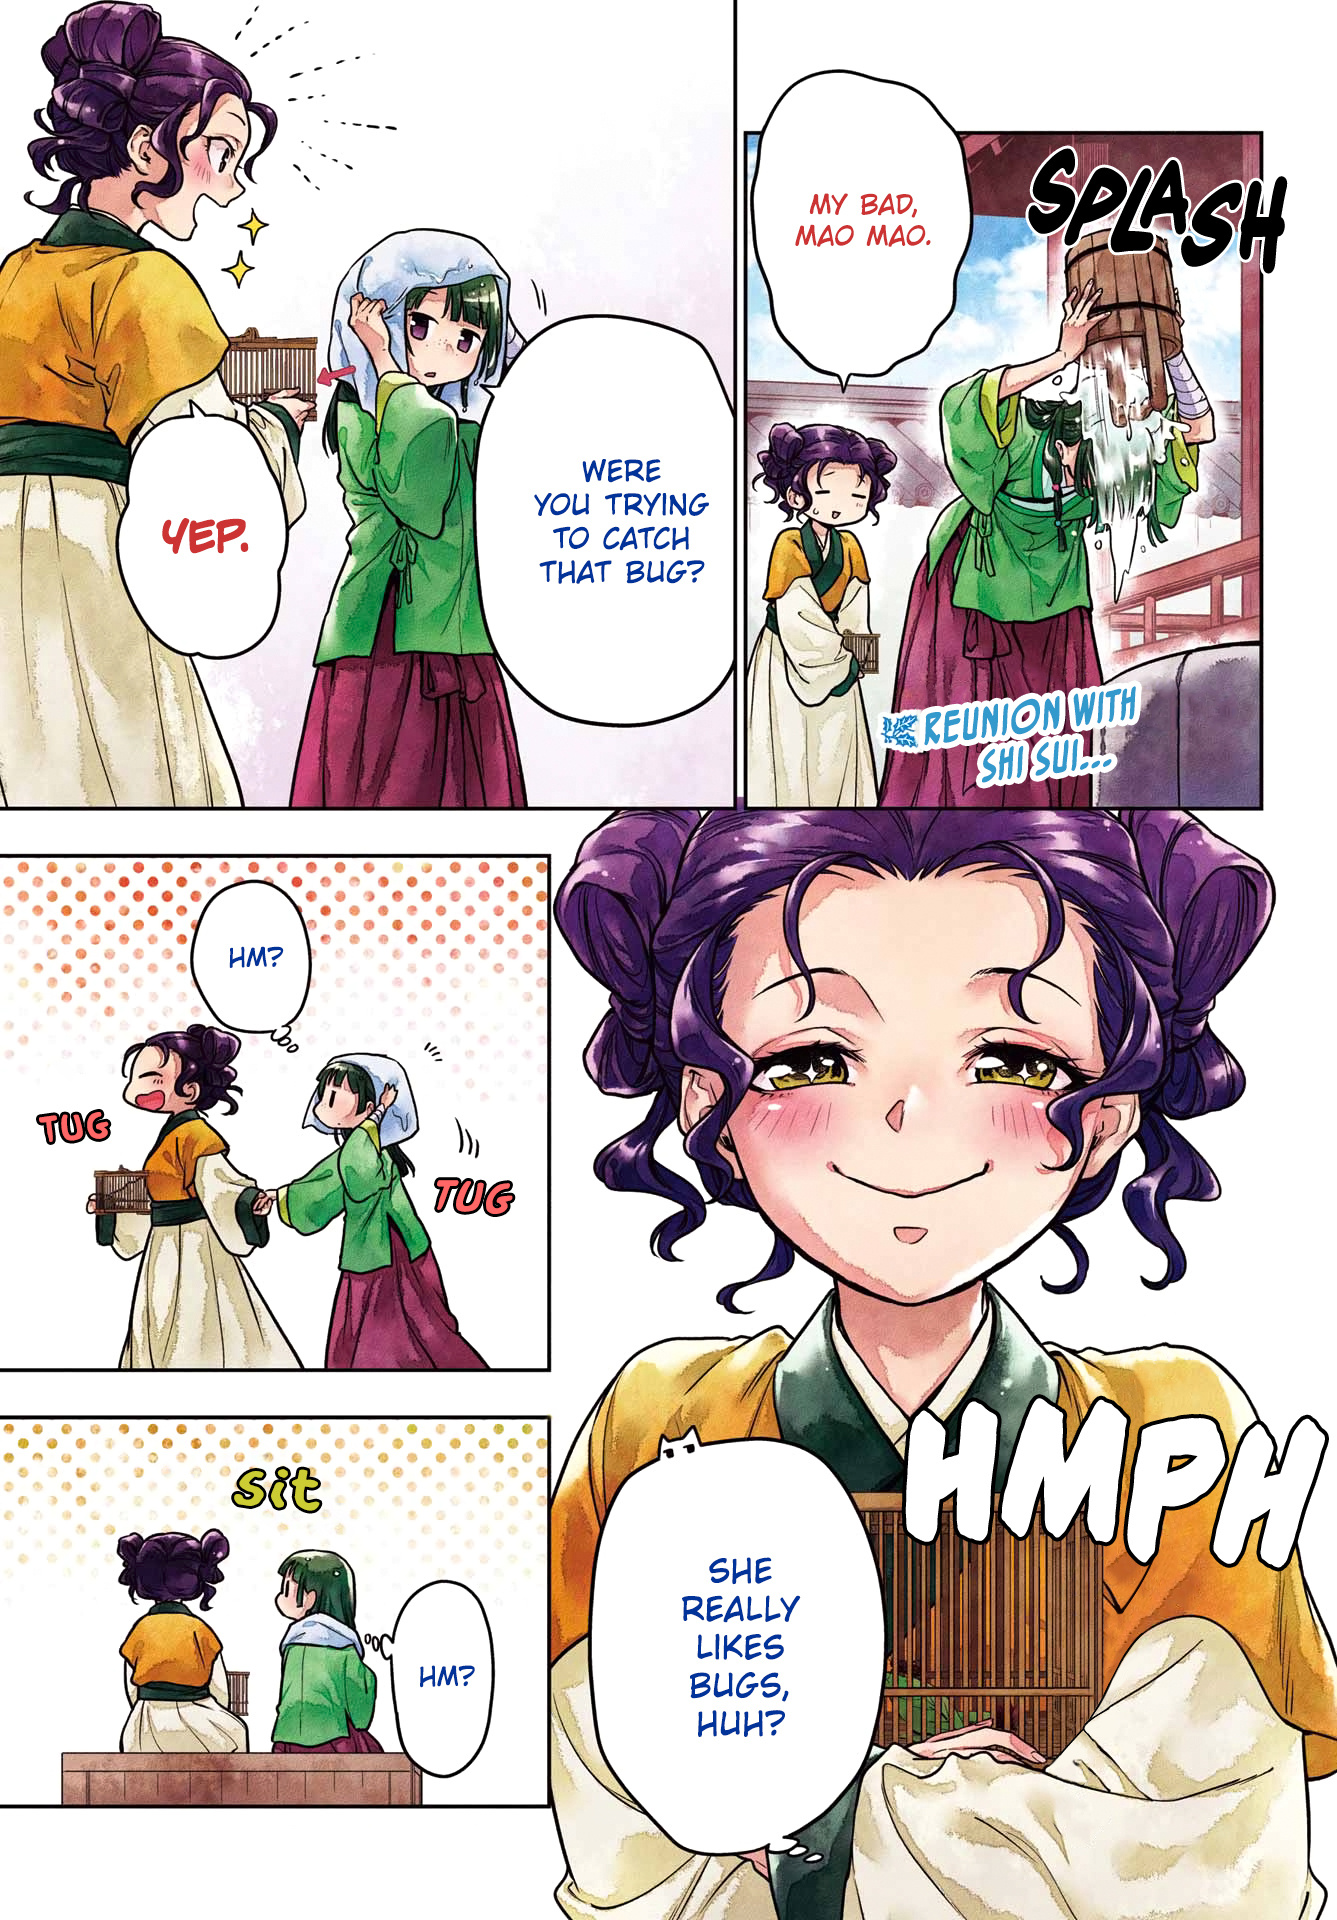 SPLASH
MY BAD,
MAO MAO.
REUNION WITH
SHI SUI...
WERE
YOU TRYING
TO CATCH
THAT BUG?
YEP.
HMPH
SHE
REALLY
LIKES
BUGS,
HUH?
HM?
TUG
TUG
SIT
HM?